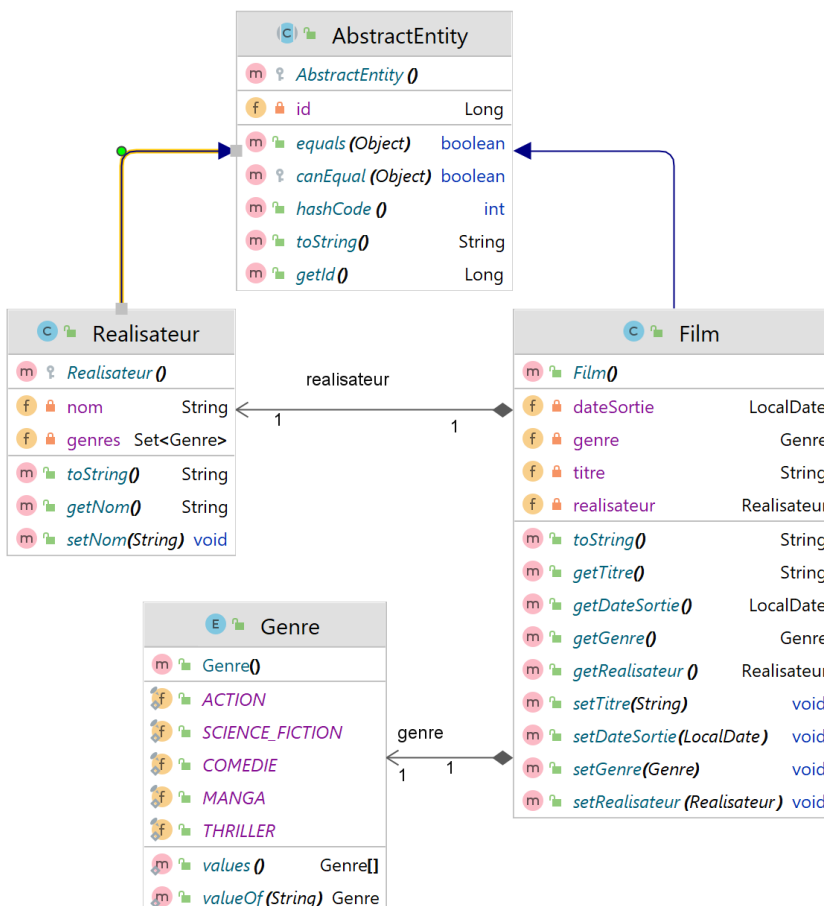 AbstractEntity
AbstractEntity ()
id Long
equals (Object) boolean
canEqual (Object) boolean
hashCode () int
toString() String
getId() Long
Realisateur
Realisateur ()
nom String
genres Set<Genre>
toString() String
getNom() String
setNom(String) void
realisateur
1
1
Film
Film()
dateSortie LocalDate
genre Genre
titre String
realisateur Realisateur
toString() String
getTitre() String
getDateSortie() LocalDate
getGenre() Genre
getRealisateur () Realisateur
setTitre(String) void
setDateSortie(LocalDate) void
setGenre(Genre) void
setRealisateur (Realisateur) void
Genre
Genre()
ACTION
SCIENCE_FICTION
COMEDIE
MANGA
THRILLER
values () Genre[]
valueOf(String) Genre
genre
1
1